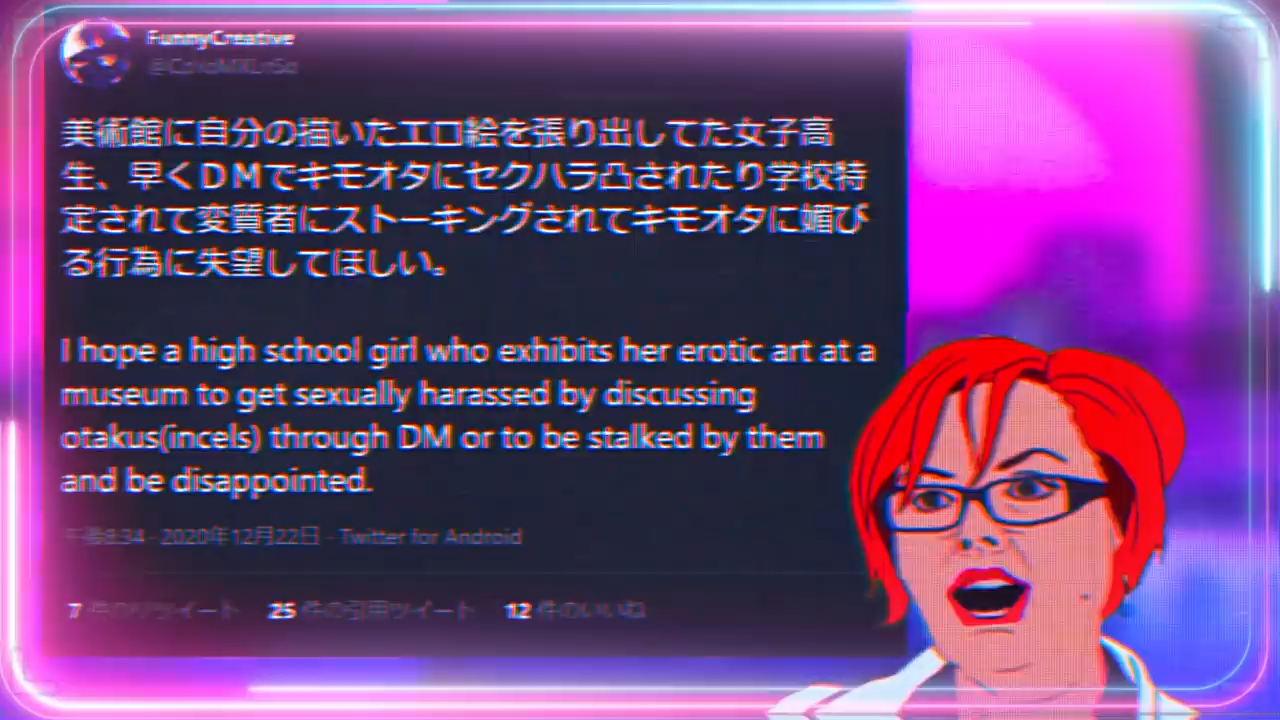 FunnyCreative
美術館に自分の描いたエロ絵を張り出してた女子高
生、早くＤＭでキモオタにセクハラ凸されたり学校特
定されて変質者にストーキングされてキモオタに媚び
る行為に失望してほしい。
I hope a high school girl who exhibits her erotic art at a
museum to get sexually harassed by discussing
otakus(incels) through DM or to be stalked by them
and be disappointed.
午後8:34 · 2020年12月22日 · Twitter for Android
7 件のリツイート 25 件の引用ツイート 12 件のいいね